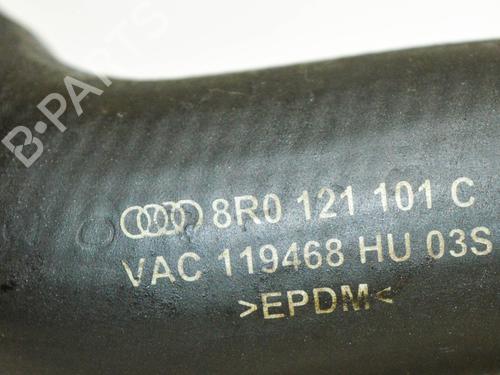 B-PARTS
8R0 121 101 C
VAC 119468 HU 03S
>EPDM<